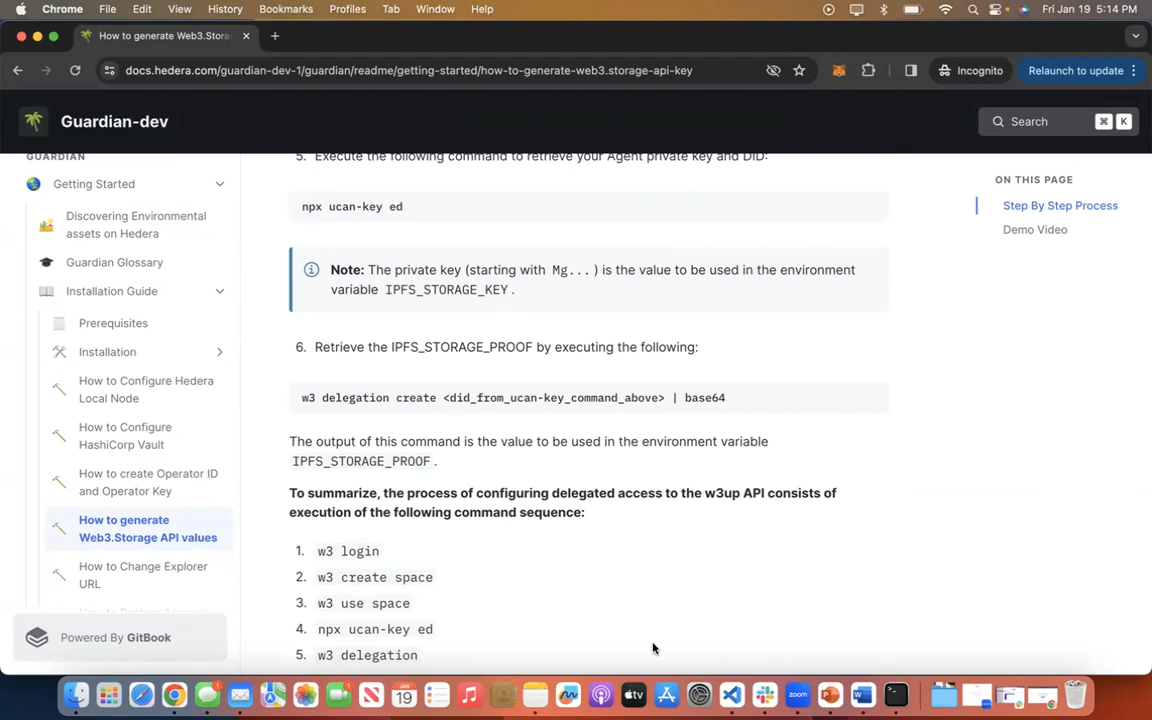 Chrome File Edit View History Bookmarks Profiles Tab Window Help Fri Jan 19 5:14 PM
How to generate Web3.Stora
docs.hedera.com/guardian-dev-1/guardian/readme/getting-started/how-to-generate-web3.storage-api-key Incognito Relaunch to update
Guardian-dev Search ⌘ K
GUARDIAN
Getting Started
Discovering Environmental
assets on Hedera
Guardian Glossary
Installation Guide
Prerequisites
Installation
How to Configure Hedera
Local Node
How to Configure
HashiCorp Vault
How to create Operator ID
and Operator Key
How to generate
Web3.Storage API values
How to Change Explorer
URL
Powered By GitBook
5. Execute the following command to retrieve your Agent private key and DID:
npx ucan-key ed
Note: The private key (starting with Mg... ) is the value to be used in the environment
variable IPFS_STORAGE_KEY .
6. Retrieve the IPFS_STORAGE_PROOF by executing the following:
w3 delegation create <did_from_ucan-key_command_above> | base64
The output of this command is the value to be used in the environment variable
IPFS_STORAGE_PROOF .
To summarize, the process of configuring delegated access to the w3up API consists of
execution of the following command sequence:
1. w3 login
2. w3 create space
3. w3 use space
4. npx ucan-key ed
5. w3 delegation
ON THIS PAGE
Step By Step Process
Demo Video
JAN
19